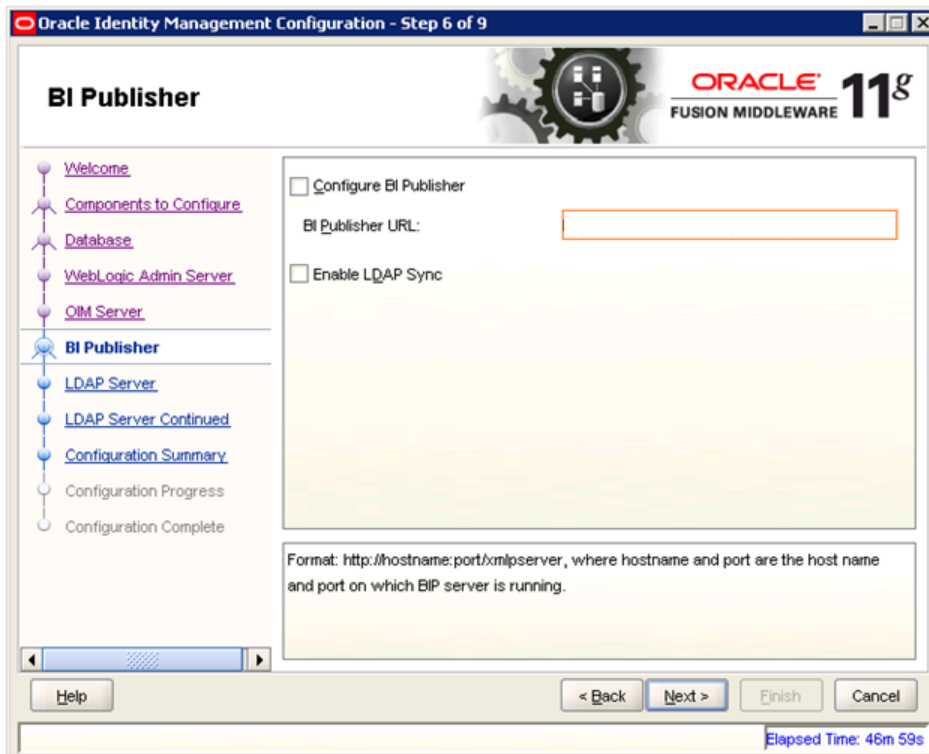 Oracle Identity Management Configuration - Step 6 of 9
BI Publisher
ORACLE
FUSION MIDDLEWARE
11g
Welcome
Components to Configure
Database
WebLogic Admin Server
OIM Server
BI Publisher
LDAP Server
LDAP Server Continued
Configuration Summary
Configuration Progress
Configuration Complete
Configure BI Publisher
BI Publisher URL:
Enable LDAP Sync
Format: http://hostname:port/xmlpserver, where hostname and port are the host name
and port on which BIP server is running.
Help
< Back
Next >
Finish
Cancel
Elapsed Time: 46m 59s